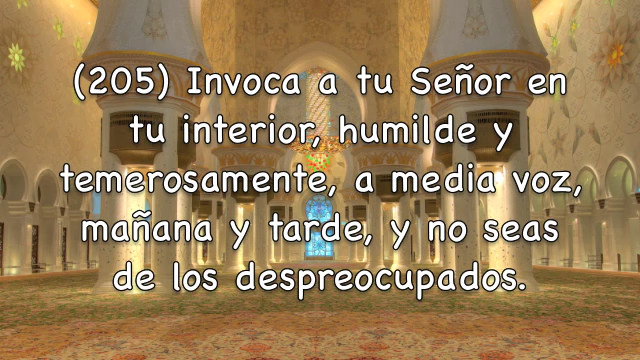 (205) Invoca a tu Señor en
tu interior, humilde y
temerosamente, a media voz,
mañana y tarde, y no seas
de los despreocupados.